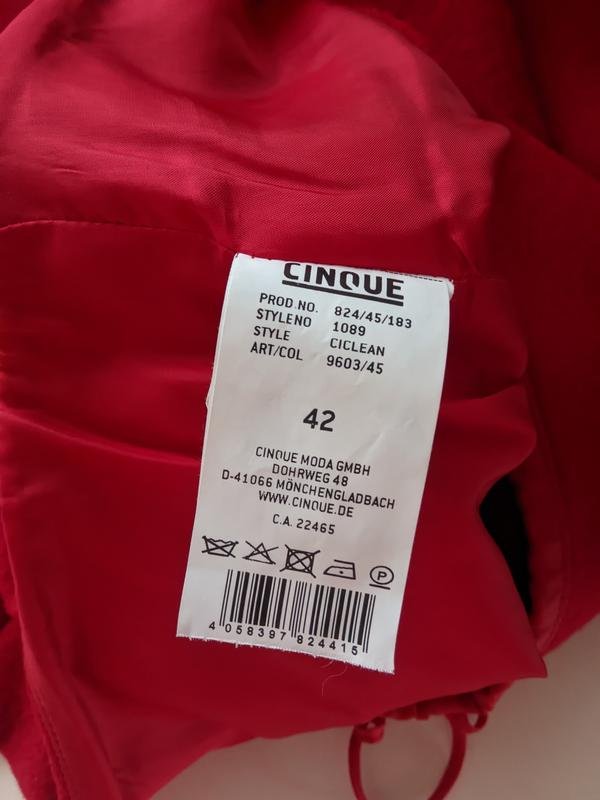 CINQUE
PROD.NO. 824/45/183
STYLENO 1089
STYLE CICLEAN
ART/COL 9603/45
42
CINQUE MODA GMBH
DOHRWEG 48
D-41066 MÖNCHENGLADBACH
WWW.CINQUE.DE
C.A. 22465
P
4 058397 824415